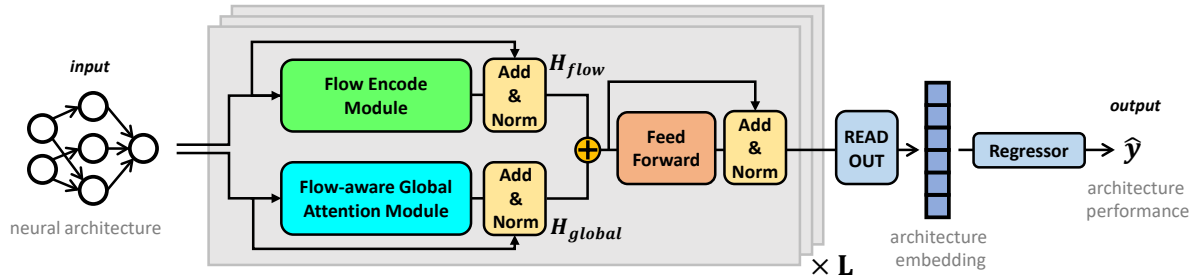 input
neural architecture
Flow Encode
Module
Add
&
Norm
H_flow
Flow-aware Global
Attention Module
Add
&
Norm
H_global
+
Feed
Forward
Add
&
Norm
× L
READ
OUT
architecture
embedding
Regressor
output
ŷ
architecture
performance